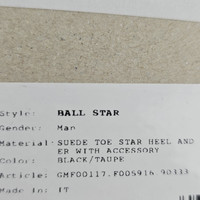 Style: BALL STAR
Gender: Man
Material: SUEDE TOE STAR HEEL AND
ER WITH ACCESSORY
Color: BLACK/TAUPE
Article: GMF00117.F005916.90333
Made In: IT